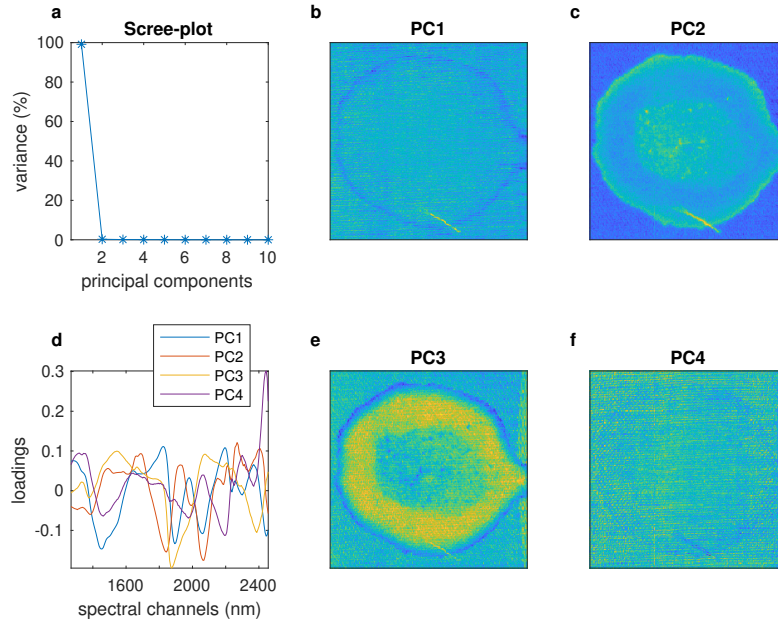 a Scree-plot
100
80
60
40
20
0
variance (%)
2 4 6 8 10
principal components
b PC1
c PC2
d
PC1
PC2
PC3
PC4
0.3
0.2
0.1
0
-0.1
loadings
1600 2000 2400
spectral channels (nm)
e PC3
f PC4